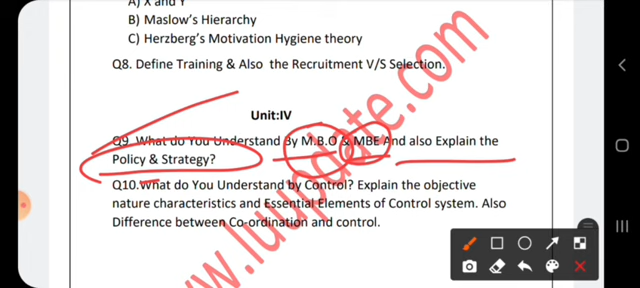 A) X and Y
B) Maslow's Hierarchy
C) Herzberg's Motivation Hygiene theory
Q8. Define Training & Also the Recruitment V/S Selection.
Unit:IV
Q9. What do You Understand By M.B.O & MBE And also Explain the
Policy & Strategy?
Q10.What do You Understand by Control? Explain the objective
nature characteristics and Essential Elements of Control system. Also
Difference between Co-ordination and control.
www.luupdate.com